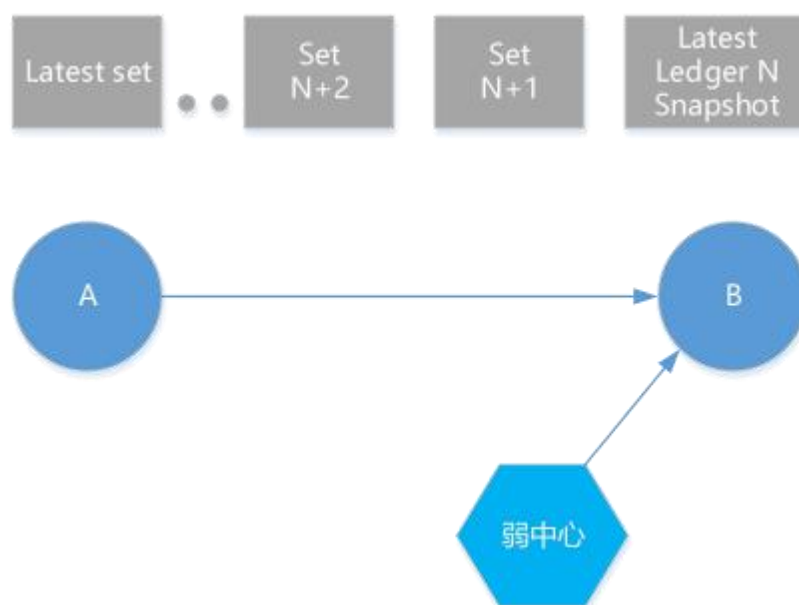 Latest set
Set
N+2
Set
N+1
Latest
Ledger N
Snapshot
A
B
弱中心